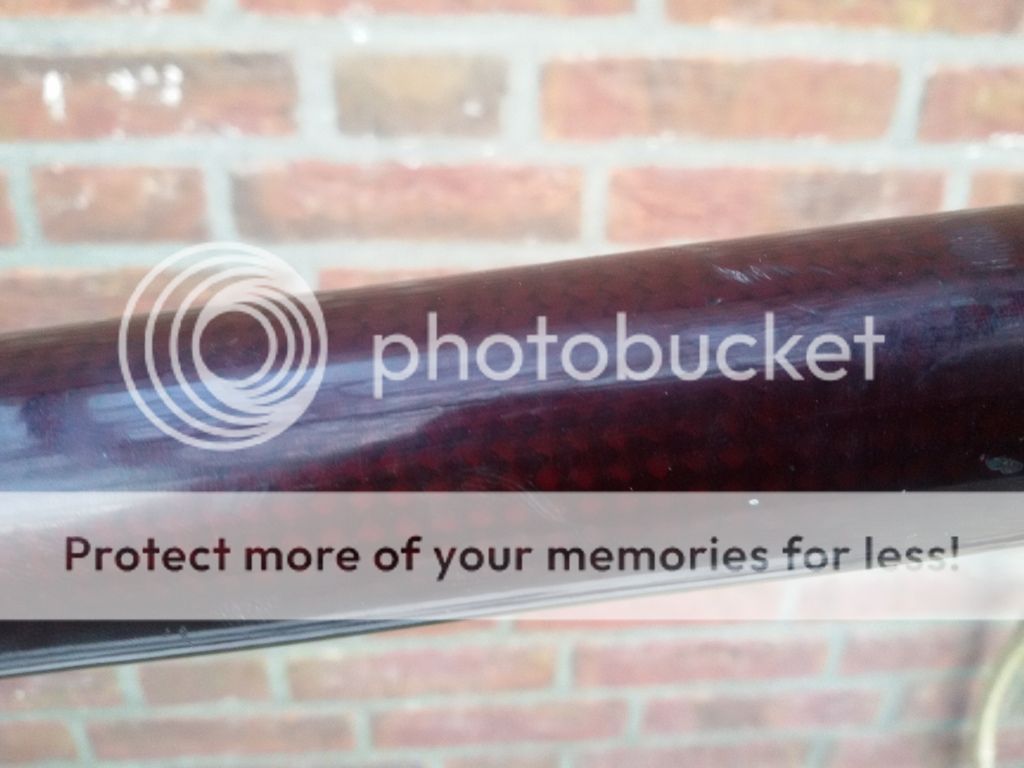 photobucket
Protect more of your memories for less!